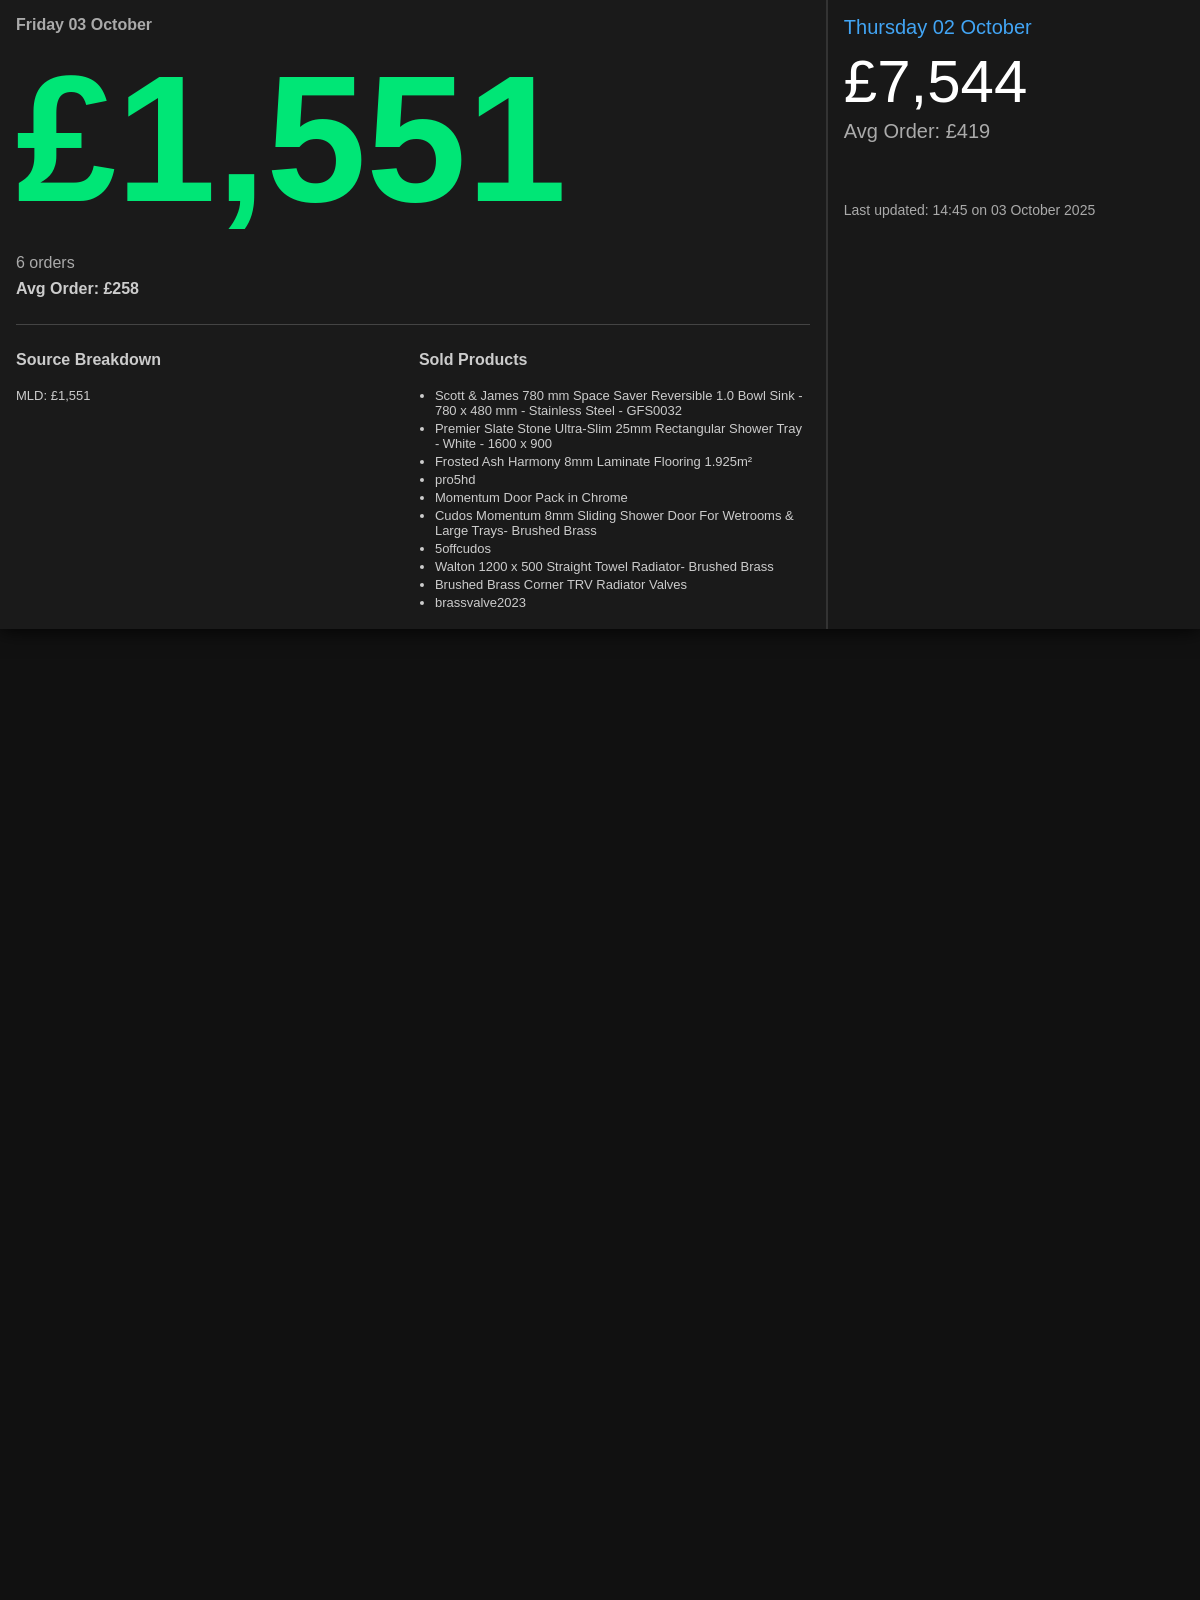 Friday 03 October
£1,551
6 orders
Avg Order: £258
Source Breakdown
MLD: £1,551
Sold Products
• Scott & James 780 mm Space Saver Reversible 1.0 Bowl Sink -
780 x 480 mm - Stainless Steel - GFS0032
• Premier Slate Stone Ultra-Slim 25mm Rectangular Shower Tray
- White - 1600 x 900
• Frosted Ash Harmony 8mm Laminate Flooring 1.925m²
• pro5hd
• Momentum Door Pack in Chrome
• Cudos Momentum 8mm Sliding Shower Door For Wetrooms &
Large Trays- Brushed Brass
• 5offcudos
• Walton 1200 x 500 Straight Towel Radiator- Brushed Brass
• Brushed Brass Corner TRV Radiator Valves
• brassvalve2023
Thursday 02 October
£7,544
Avg Order: £419
Last updated: 14:45 on 03 October 2025